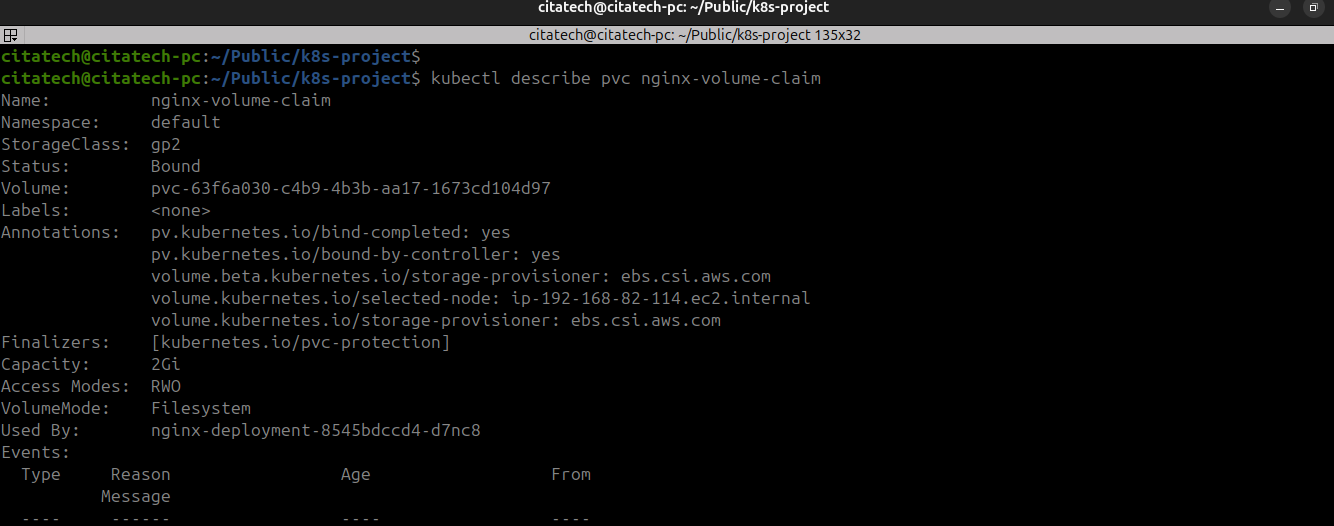 citatech@citatech-pc: ~/Public/k8s-project
citatech@citatech-pc: ~/Public/k8s-project 135x32
citatech@citatech-pc:~/Public/k8s-project$
citatech@citatech-pc:~/Public/k8s-project$ kubectl describe pvc nginx-volume-claim
Name:          nginx-volume-claim
Namespace:     default
StorageClass:  gp2
Status:        Bound
Volume:        pvc-63f6a030-c4b9-4b3b-aa17-1673cd104d97
Labels:        <none>
Annotations:   pv.kubernetes.io/bind-completed: yes
               pv.kubernetes.io/bound-by-controller: yes
               volume.beta.kubernetes.io/storage-provisioner: ebs.csi.aws.com
               volume.kubernetes.io/selected-node: ip-192-168-82-114.ec2.internal
               volume.kubernetes.io/storage-provisioner: ebs.csi.aws.com
Finalizers:    [kubernetes.io/pvc-protection]
Capacity:      2Gi
Access Modes:  RWO
VolumeMode:    Filesystem
Used By:       nginx-deployment-8545bdccd4-d7nc8
Events:
  Type     Reason                 Age                  From
          Message
  ----     ------                 ----                 ----